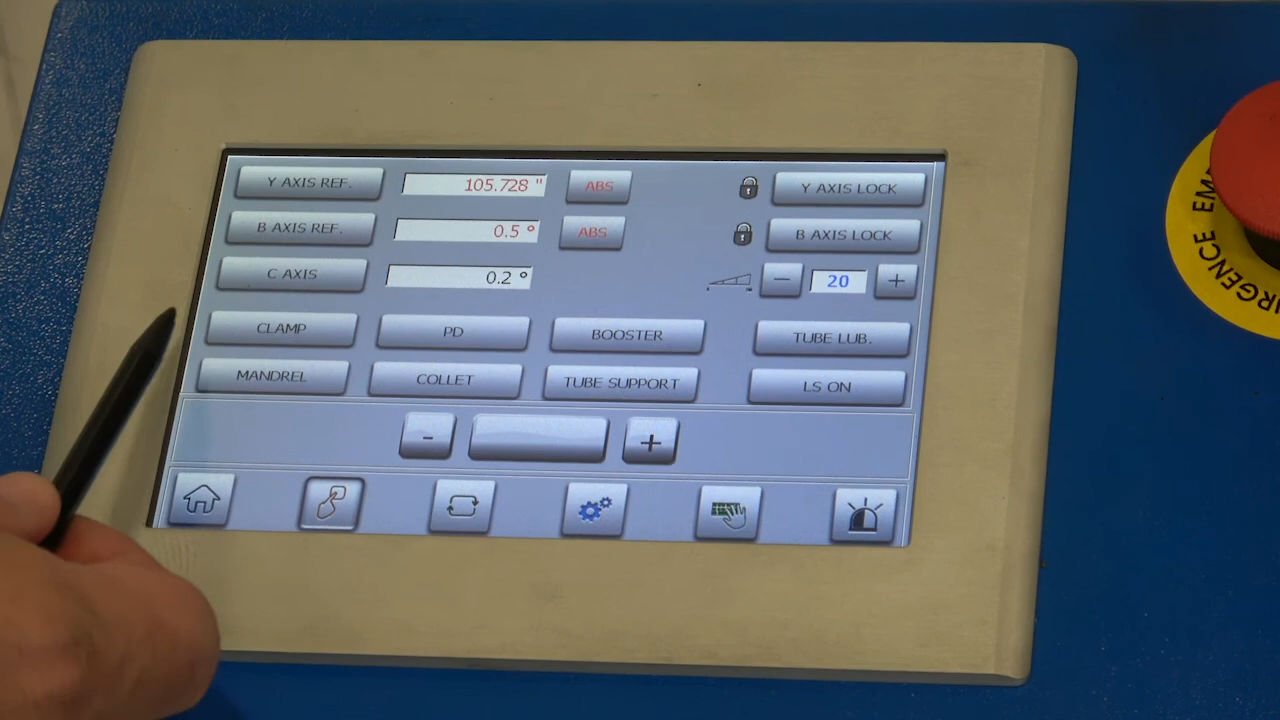 Y AXIS REF. 105.728 " ABS Y AXIS LOCK
B AXIS REF. 0.5 ° ABS B AXIS LOCK
C AXIS 0.2 ° − 20 +
CLAMP PD BOOSTER TUBE LUB.
MANDREL COLLET TUBE SUPPORT LS ON
- +